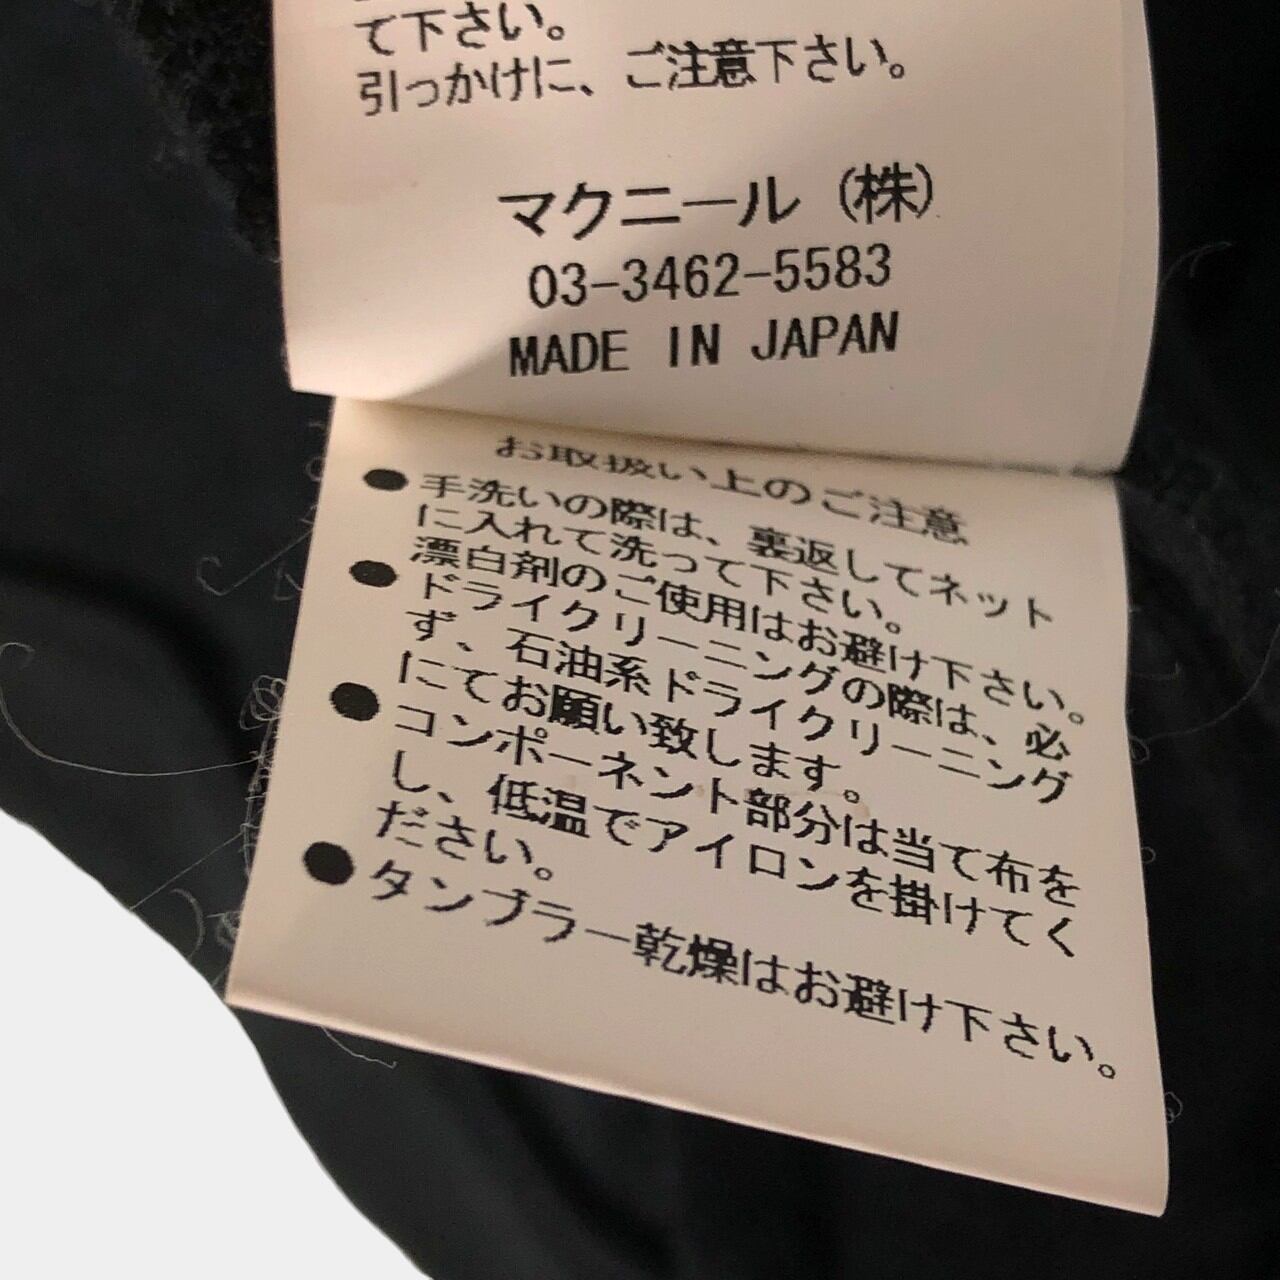 て下さい。
引っかけに、ご注意下さい。
マクニール (株)
03-3462-5583
MADE IN JAPAN
お取扱い上のご注意
●手洗いの際は、裏返してネット
に入れて洗って下さい。
●漂白剤のご使用はお避け下さい。
ドライクリーニングの際は、必
ず、石油系ドライクリーニング
にてお願い致します。
●コンポーネント部分は当て布を
し、低温でアイロンを掛けてく
ださい。
●タンブラー乾燥はお避け下さい。